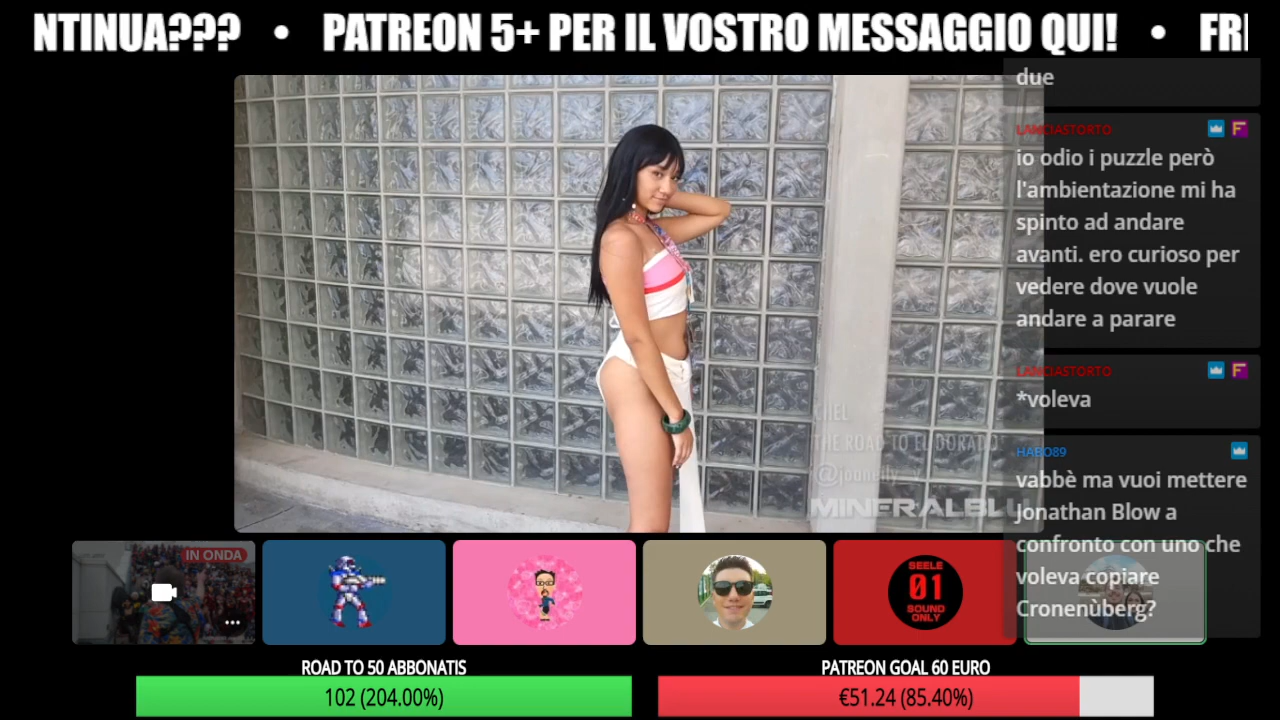 NTINUA??? • PATREON 5+ PER IL VOSTRO MESSAGGIO QUI! • FRI
due
LANCIASTORTO
io odio i puzzle però
l'ambientazione mi ha
spinto ad andare
avanti. ero curioso per
vedere dove vuole
andare a parare
LANCIASTORTO
*voleva
HABO89
vabbè ma vuoi mettere
Jonathan Blow a
confronto con uno che
voleva copiare
Cronenùberg?
THE ROAD TO EL DORADO
MINERALBLU
IN ONDA
SEELE
01
SOUND
ONLY
ROAD TO 50 ABBONATIS
102 (204.00%)
PATREON GOAL 60 EURO
€51.24 (85.40%)